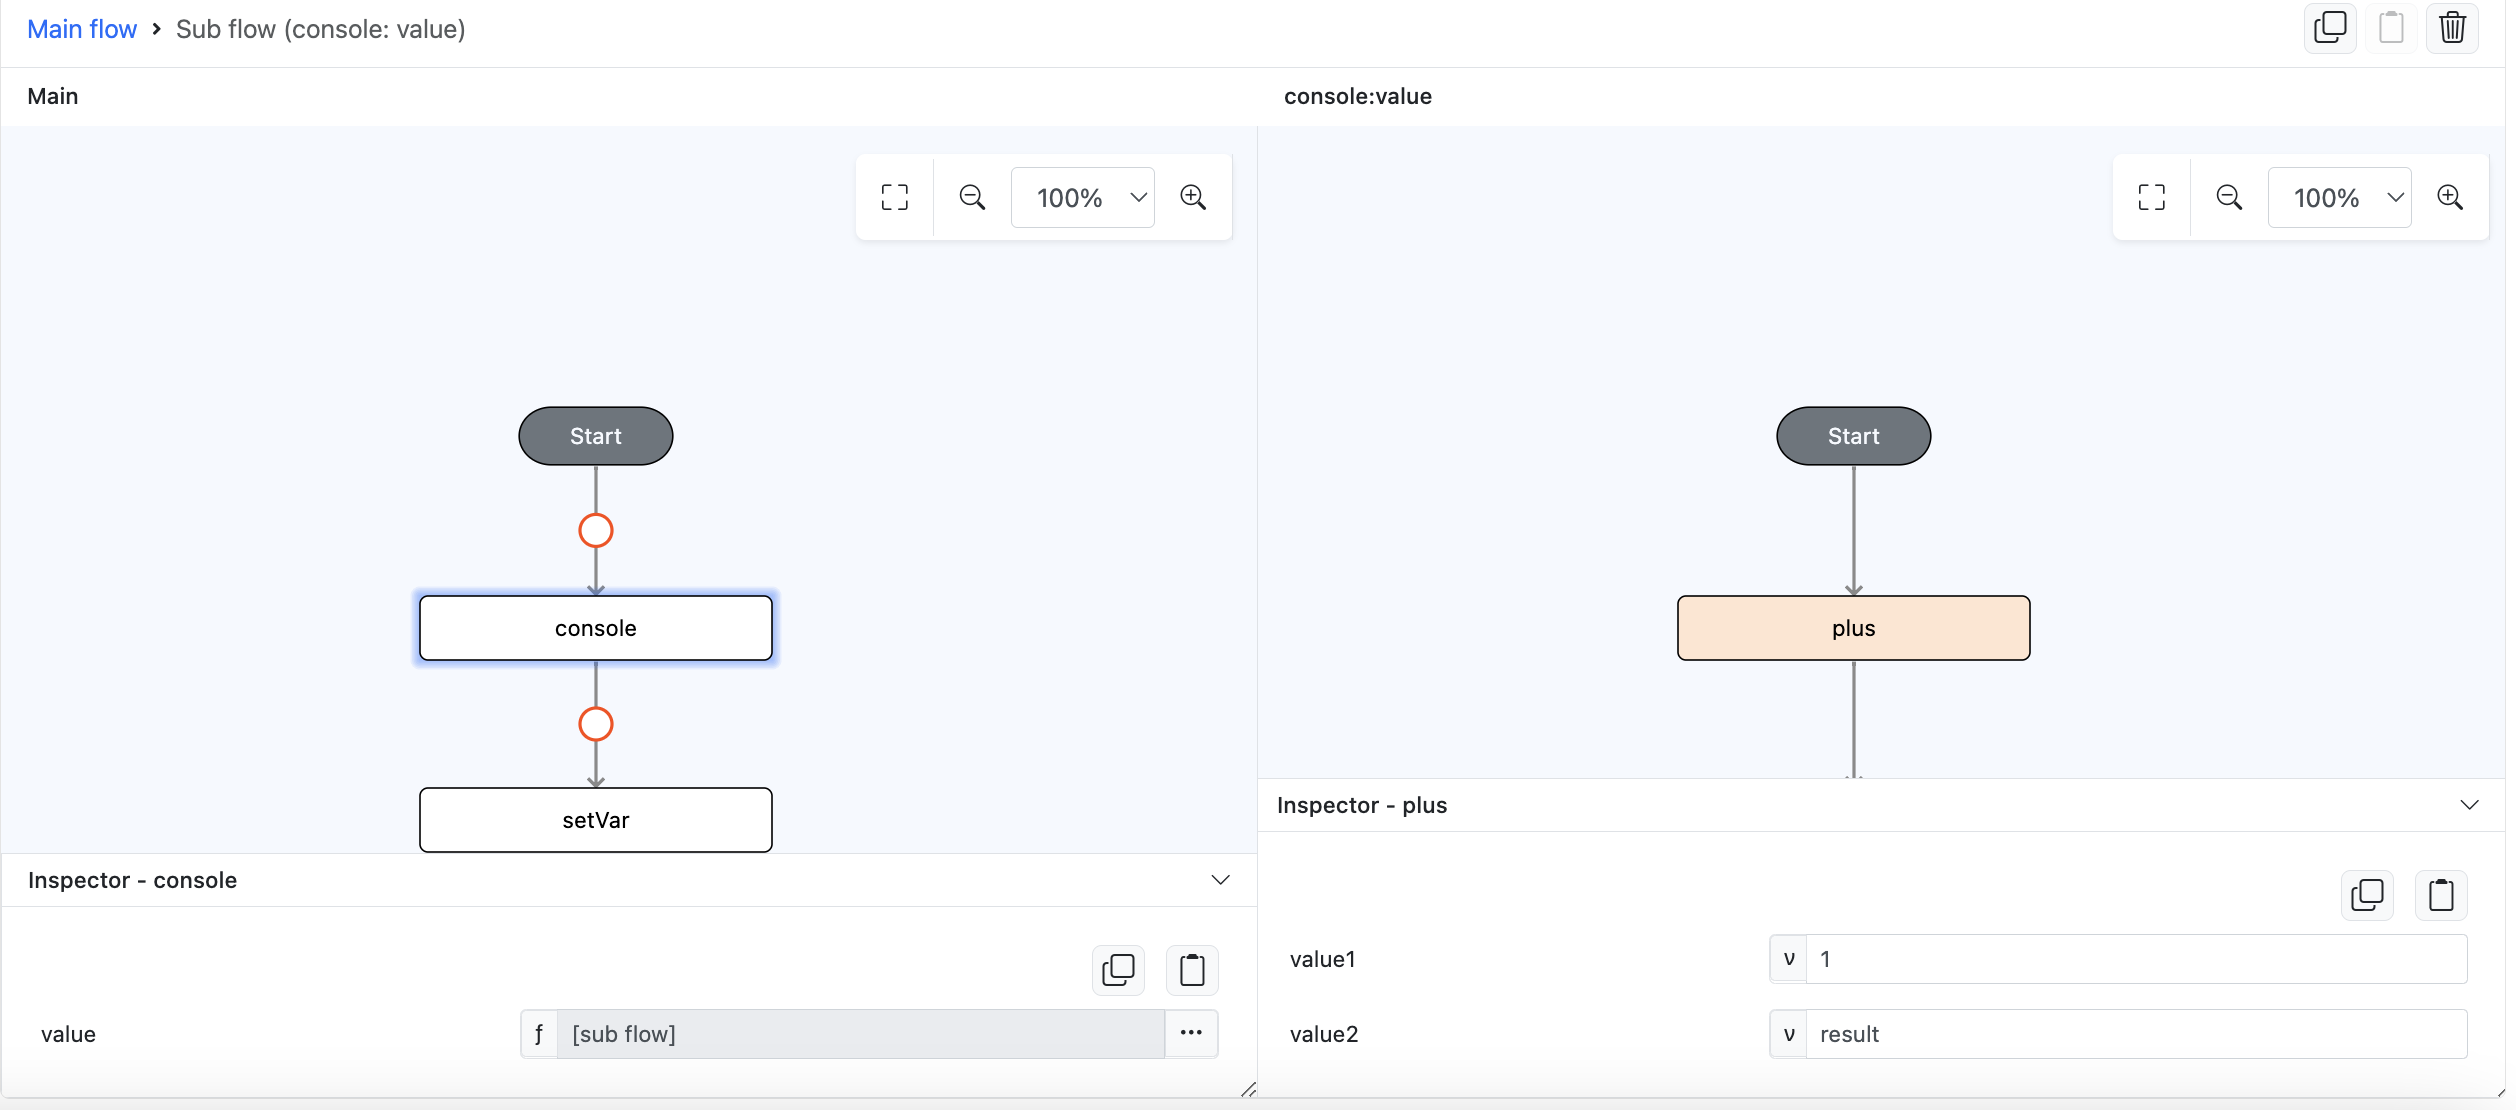 Main flow > Sub flow (console: value)
Main
console:value
100%
100%
Start
console
setVar
Start
plus
Inspector - console
value
ƒ
[sub flow]
...
Inspector - plus
value1
ν
1
value2
ν
result